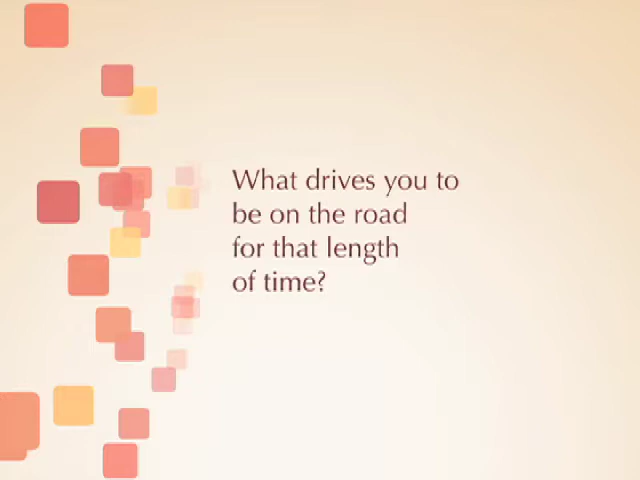 What drives you to
be on the road
for that length
of time?